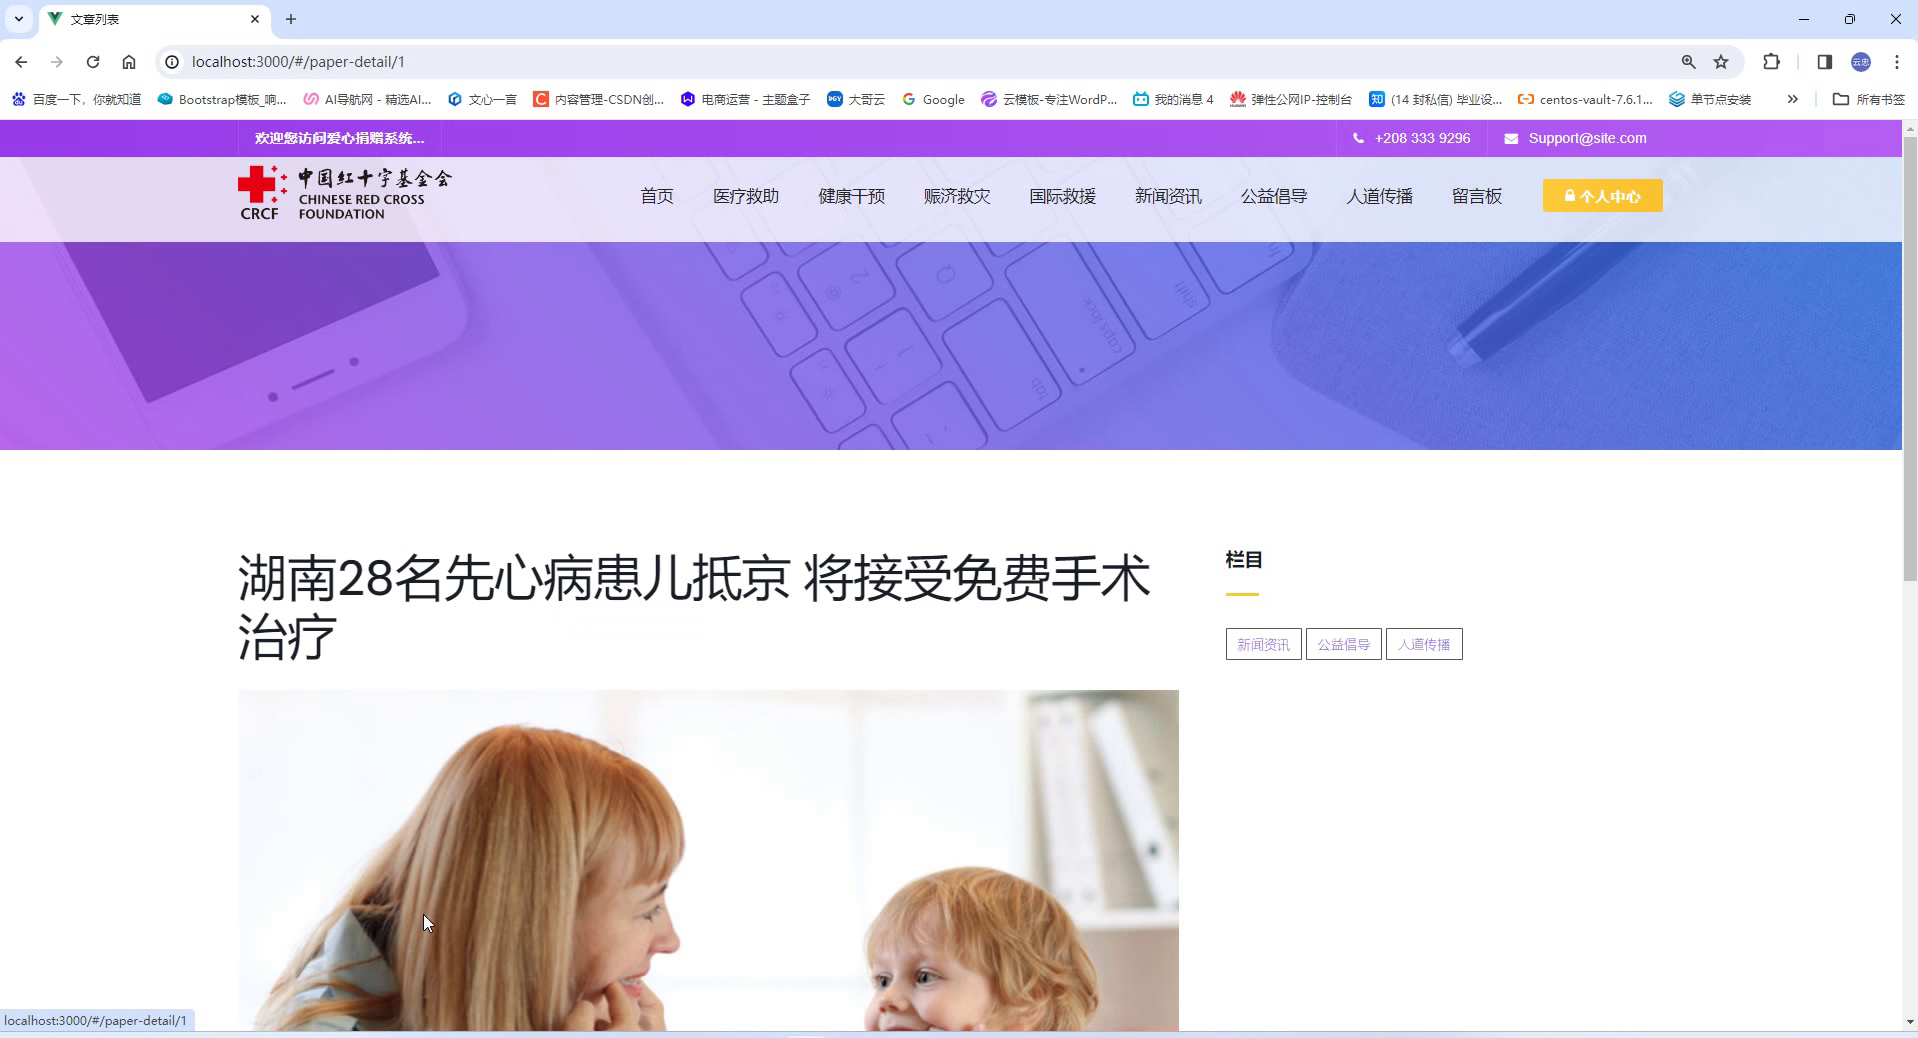 文章列表
localhost:3000/#/paper-detail/1
百度一下，你就知道
Bootstrap模板_响...
AI导航网 - 精选AI...
文心一言
内容管理-CSDN创...
电商运营 - 主题盒子
大哥云
Google
云模板-专注WordP...
我的消息 4
弹性公网IP-控制台
(14 封私信) 毕业设...
centos-vault-7.6.1...
单节点安装
所有书签
欢迎您访问爱心捐赠系统...
+208 333 9296
Support@site.com
中国红十字基金会
CHINESE RED CROSS
FOUNDATION
CRCF
首页
医疗救助
健康干预
赈济救灾
国际救援
新闻资讯
公益倡导
人道传播
留言板
个人中心
shift
caps lock
tab
湖南28名先心病患儿抵京 将接受免费手术
治疗
栏目
新闻资讯
公益倡导
人道传播
localhost:3000/#/paper-detail/1